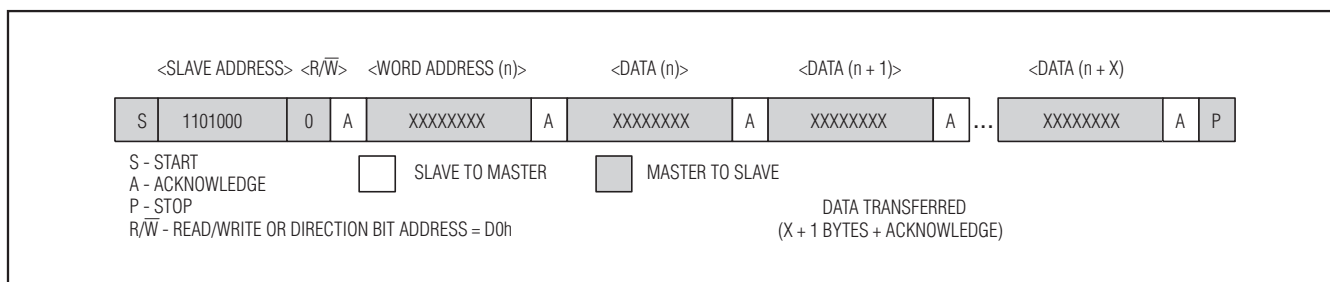 <SLAVE ADDRESS> <R/W̅> <WORD ADDRESS (n)> <DATA (n)> <DATA (n + 1)> <DATA (n + X)
S 1101000 0 A XXXXXXXX A XXXXXXXX A XXXXXXXX A ... XXXXXXXX A P
S - START
A - ACKNOWLEDGE
P - STOP
R/W̅ - READ/WRITE OR DIRECTION BIT ADDRESS = D0h
SLAVE TO MASTER
MASTER TO SLAVE
DATA TRANSFERRED
(X + 1 BYTES + ACKNOWLEDGE)